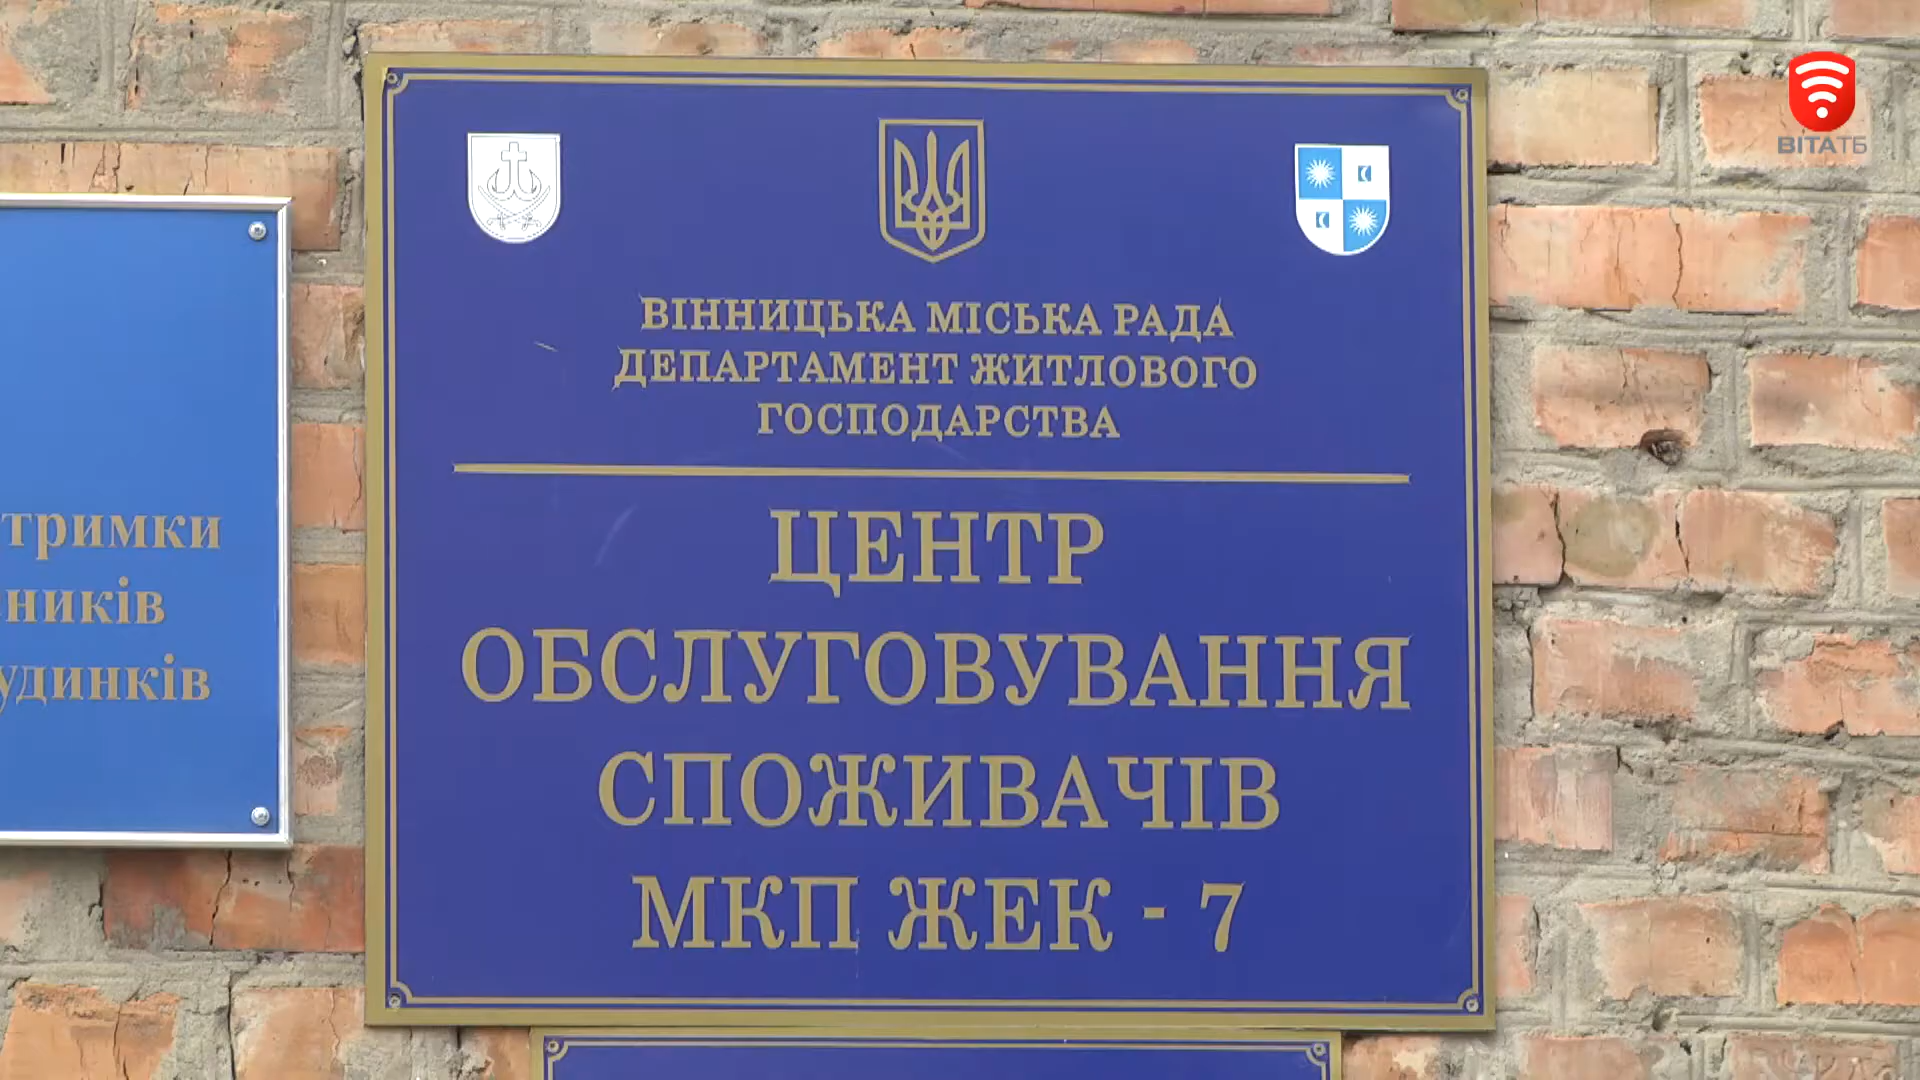 ВІТАТБ
ВІННИЦЬКА МІСЬКА РАДА
ДЕПАРТАМЕНТ ЖИТЛОВОГО
ГОСПОДАРСТВА
ЦЕНТР
ОБСЛУГОВУВАННЯ
СПОЖИВАЧІВ
МКП ЖЕК - 7
тримки
ників
удинків